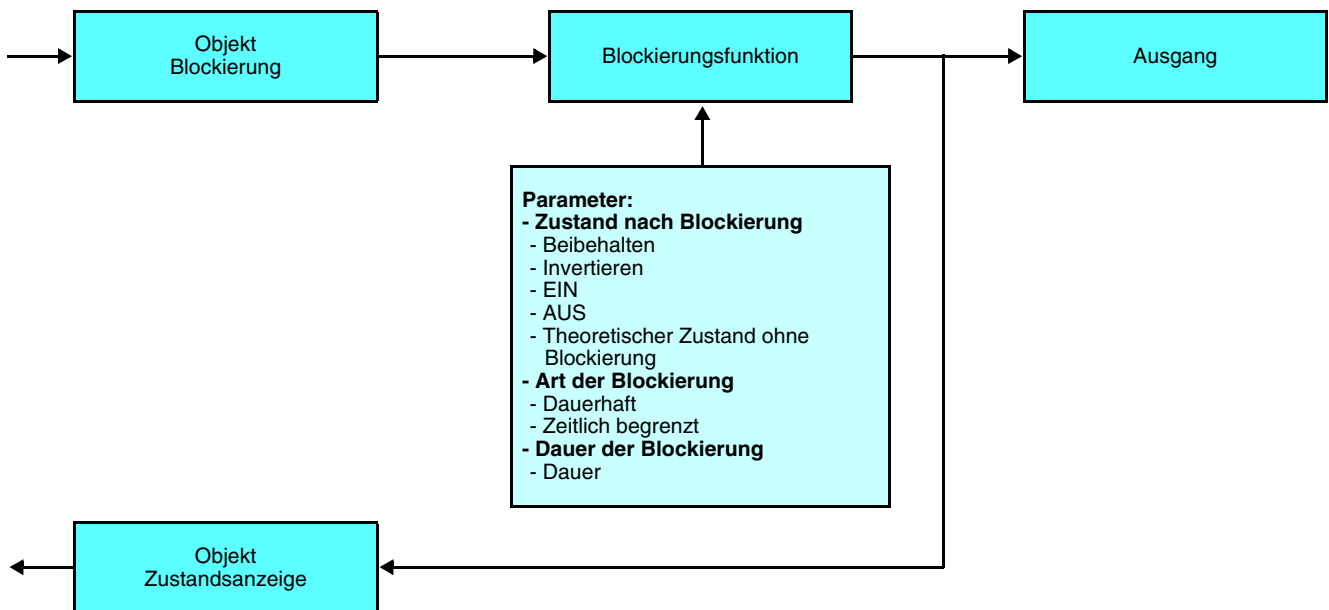 Objekt
Blockierung
Blockierungsfunktion
Ausgang
Parameter:
- Zustand nach Blockierung
- Beibehalten
- Invertieren
- EIN
- AUS
- Theoretischer Zustand ohne
Blockierung
- Art der Blockierung
- Dauerhaft
- Zeitlich begrenzt
- Dauer der Blockierung
- Dauer
Objekt
Zustandsanzeige